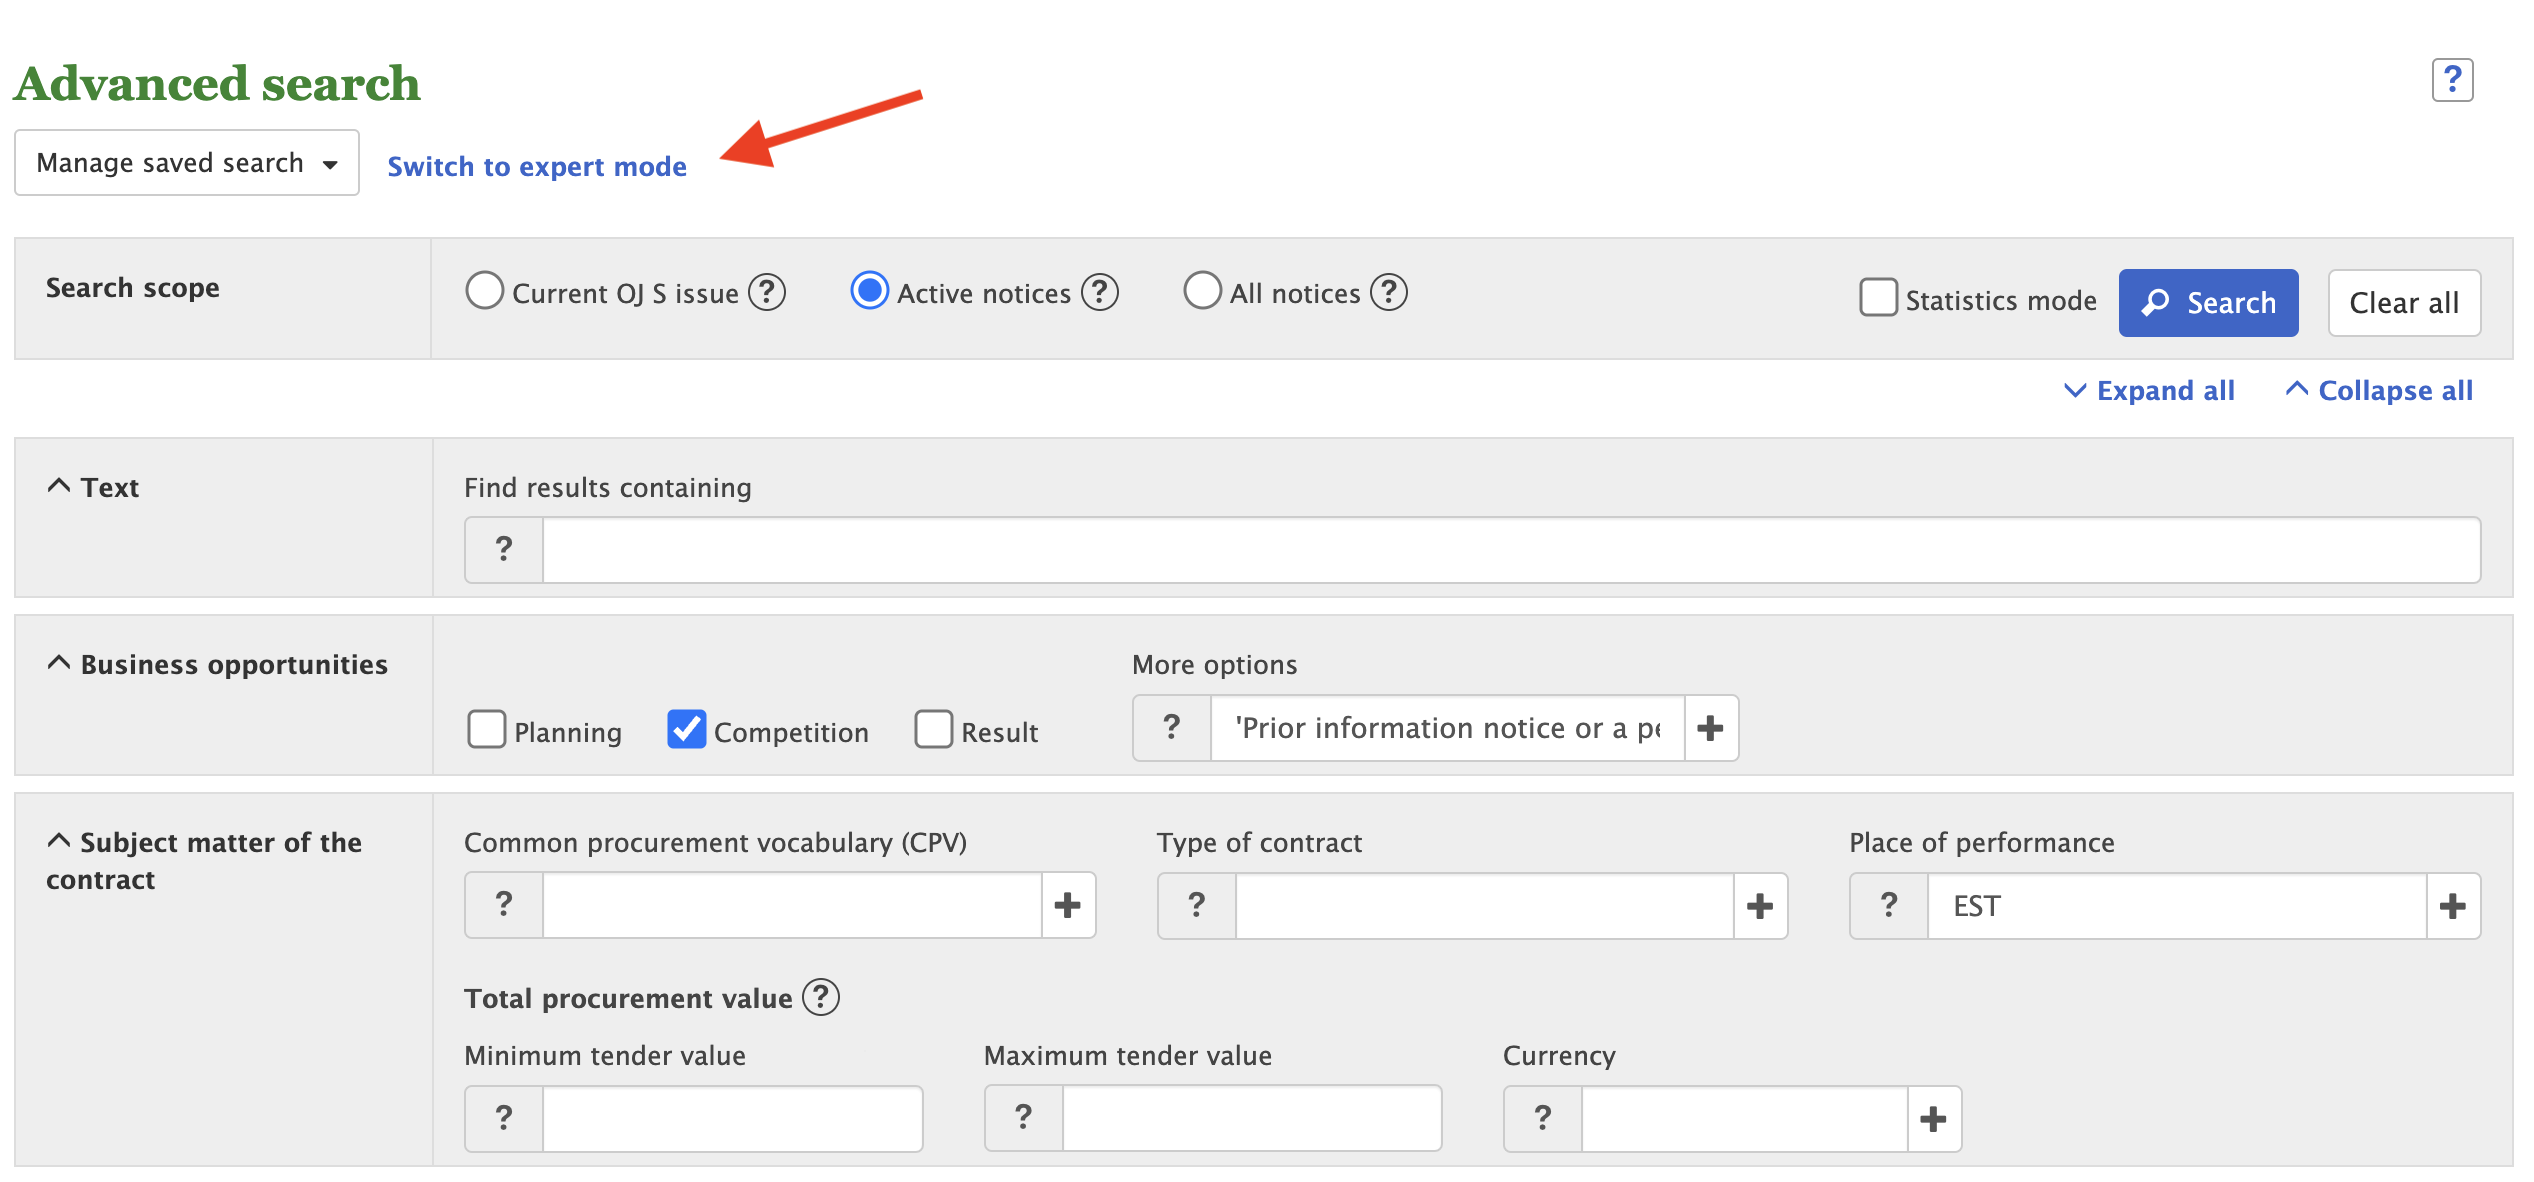 Advanced search
?
Manage saved search
Switch to expert mode
Search scope
Current OJ S issue ?
Active notices ?
All notices ?
Statistics mode
Search
Clear all
Expand all
Collapse all
Text
Find results containing
?
Business opportunities
Planning
Competition
Result
More options
? 'Prior information notice or a pe
Subject matter of the
contract
Common procurement vocabulary (CPV)
?
Type of contract
?
Place of performance
? EST
Total procurement value ?
Minimum tender value
?
Maximum tender value
?
Currency
?